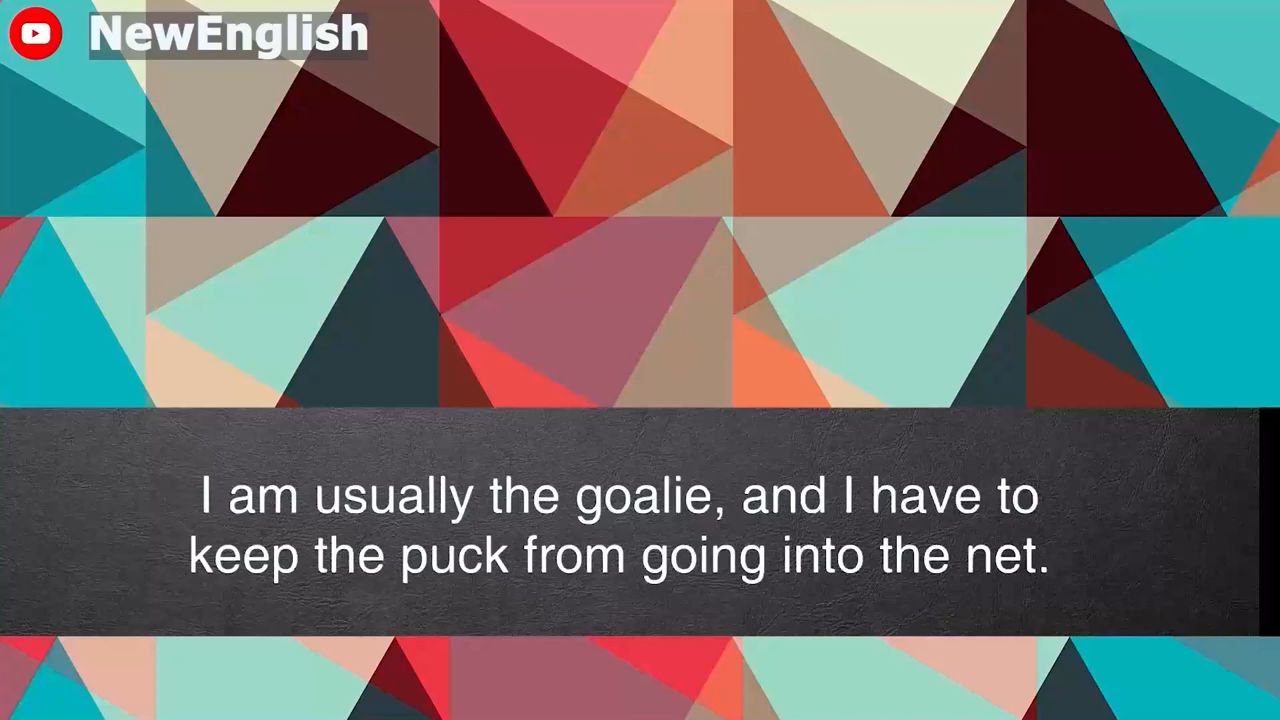 NewEnglish
I am usually the goalie, and I have to
keep the puck from going into the net.